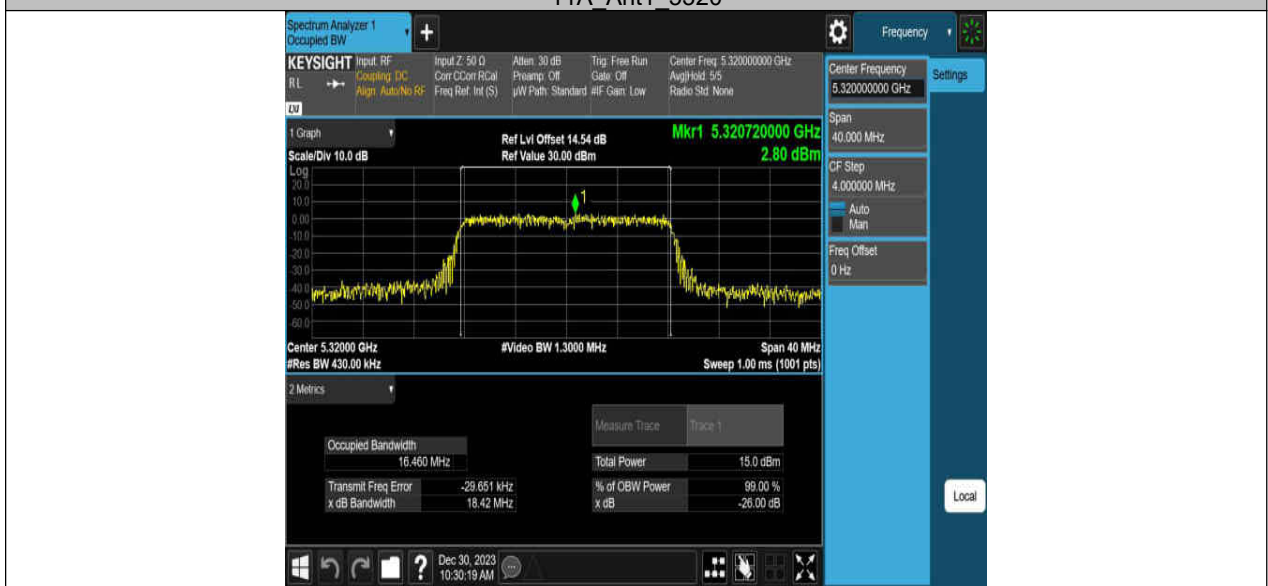 11A_Ant1_5320
Spectrum Analyzer 1
Occupied BW
+
Frequency
KEYSIGHT
RL
LXI
Input: RF
Coupling: DC
Align: Auto/No RF
Input Z: 50 Ω
Corr CCorr RCal
Freq Ref: Int (S)
Atten: 30 dB
Preamp: Off
µW Path: Standard
Trig: Free Run
Gate: Off
#IF Gain: Low
Center Freq: 5.320000000 GHz
Avg|Hold: 5/5
Radio Std: None
Center Frequency
5.320000000 GHz
Settings
Span
40.000 MHz
CF Step
4.000000 MHz
Auto
Man
Freq Offset
0 Hz
Local
1 Graph
Scale/Div 10.0 dB
Ref Lvl Offset 14.54 dB
Ref Value 30.00 dBm
Mkr1 5.320720000 GHz
2.80 dBm
Log
20.0
10.0
0.00
-10.0
-20.0
-30.0
-40.0
-50.0
-60.0
1
Center 5.32000 GHz
#Res BW 430.00 kHz
#Video BW 1.3000 MHz
Span 40 MHz
Sweep 1.00 ms (1001 pts)
2 Metrics
Measure Trace Trace 1
Occupied Bandwidth
16.460 MHz
Total Power 15.0 dBm
Transmit Freq Error -29.651 kHz
% of OBW Power 99.00 %
x dB Bandwidth 18.42 MHz
x dB -26.00 dB
?
Dec 30, 2023
10:30:19 AM